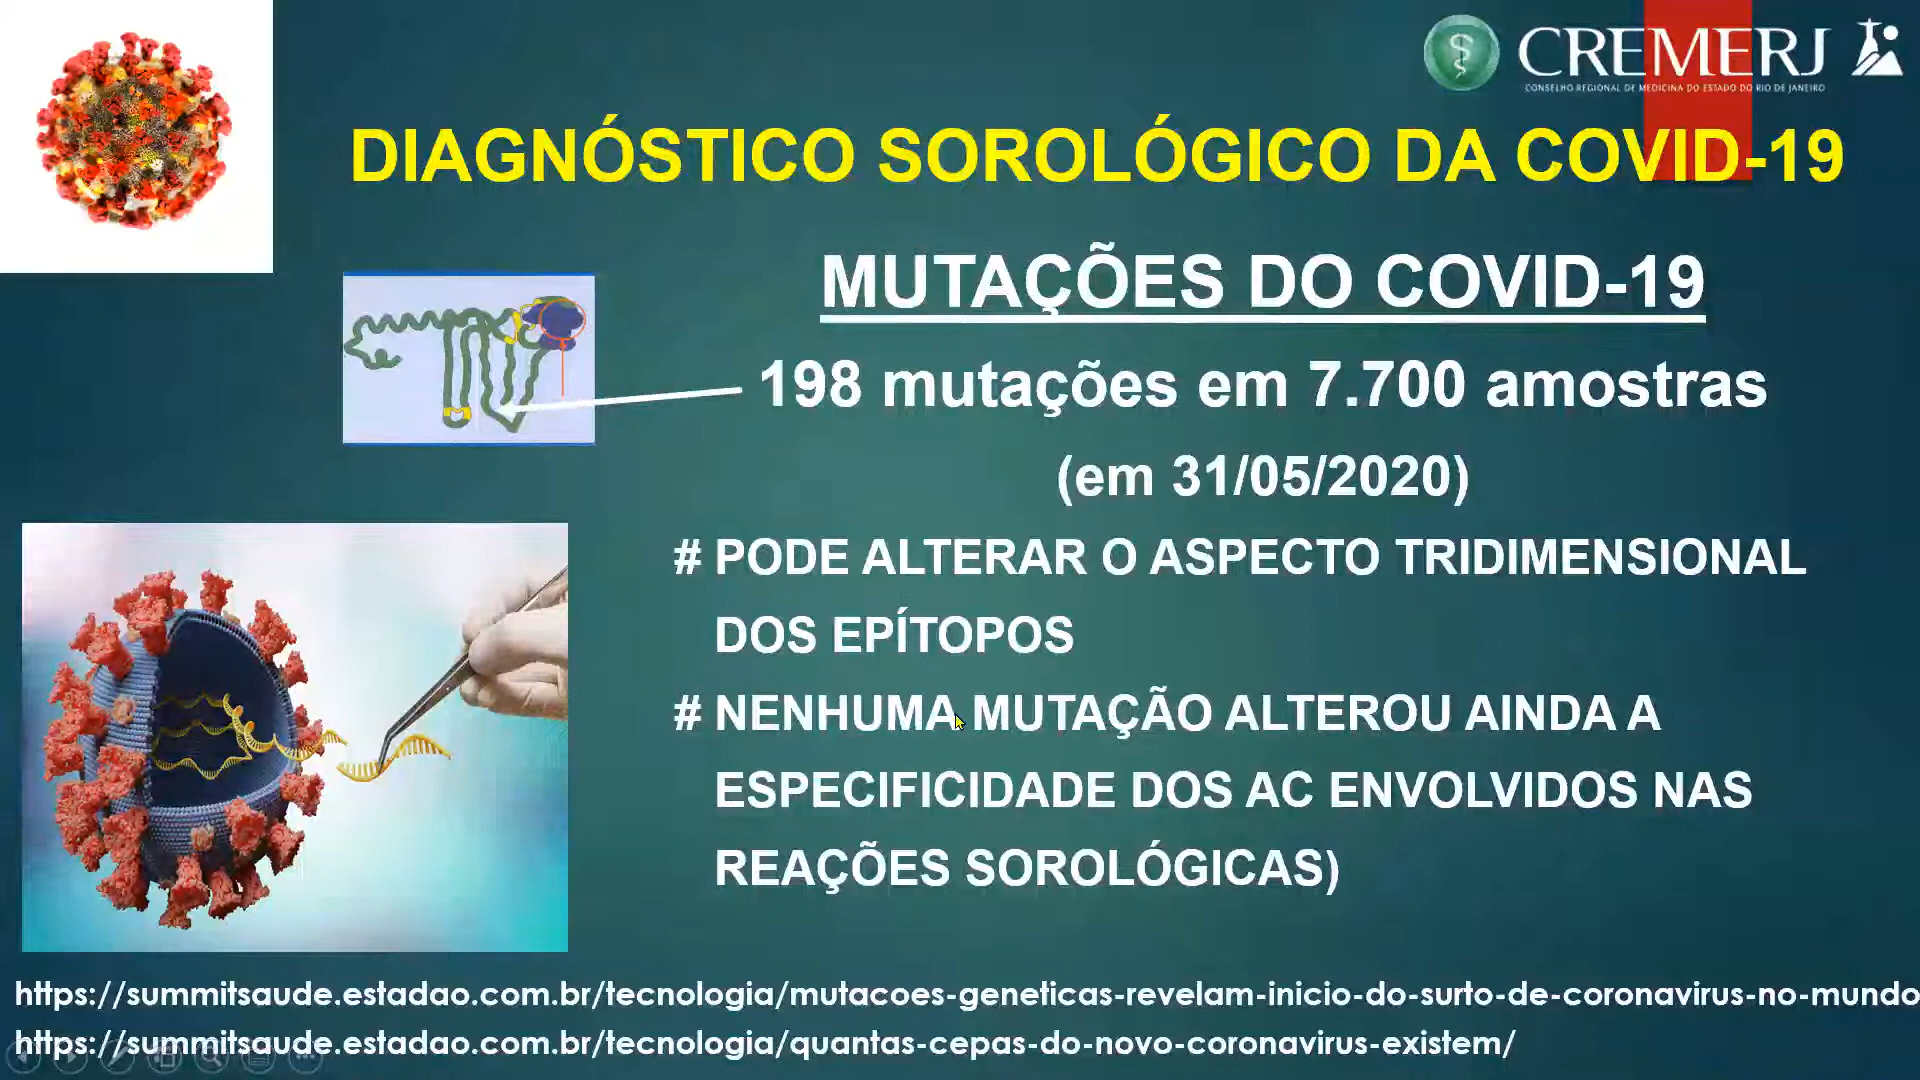 CREMERJ
CONSELHO REGIONAL DE MEDICINA DO ESTADO DO RIO DE JANEIRO
DIAGNÓSTICO SOROLÓGICO DA COVID-19
MUTAÇÕES DO COVID-19
198 mutações em 7.700 amostras
(em 31/05/2020)
# PODE ALTERAR O ASPECTO TRIDIMENSIONAL
DOS EPÍTOPOS
# NENHUMA MUTAÇÃO ALTEROU AINDA A
ESPECIFICIDADE DOS AC ENVOLVIDOS NAS
REAÇÕES SOROLÓGICAS)
https://summitsaude.estadao.com.br/tecnologia/mutacoes-geneticas-revelam-inicio-do-surto-de-coronavirus-no-mundo
https://summitsaude.estadao.com.br/tecnologia/quantas-cepas-do-novo-coronavirus-existem/